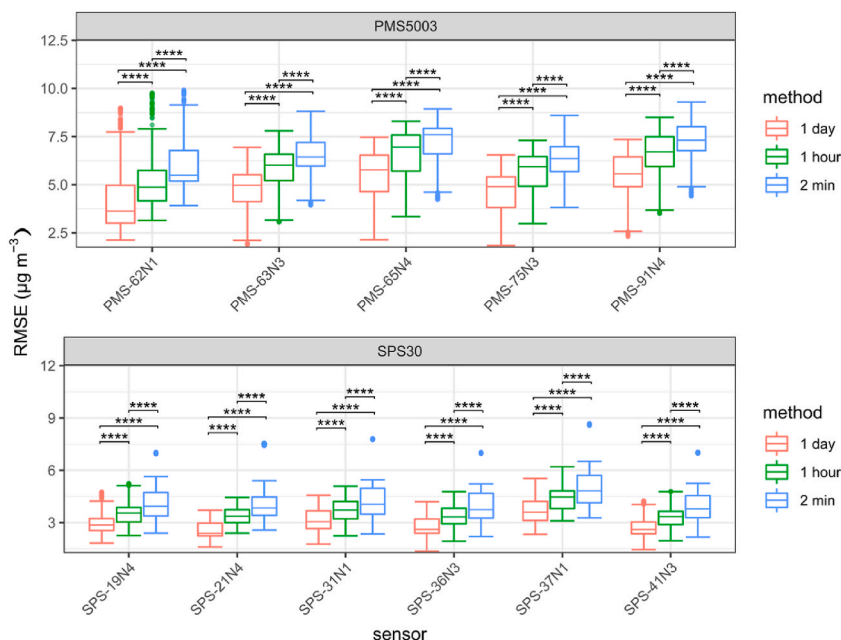 PMS5003
12.5
10.0
7.5
5.0
2.5
**** **** **** **** ****
**** **** **** **** ****
**** **** **** **** ****
PMS-62N1 PMS-63N3 PMS-65N4 PMS-75N3 PMS-91N4
method
1 day
1 hour
2 min
RMSE (µg m⁻³)
SPS30
12
9
6
3
**** **** **** **** **** ****
**** **** **** **** **** ****
**** **** **** **** **** ****
SPS-19N4 SPS-21N4 SPS-31N1 SPS-36N3 SPS-37N1 SPS-41N3
sensor
method
1 day
1 hour
2 min